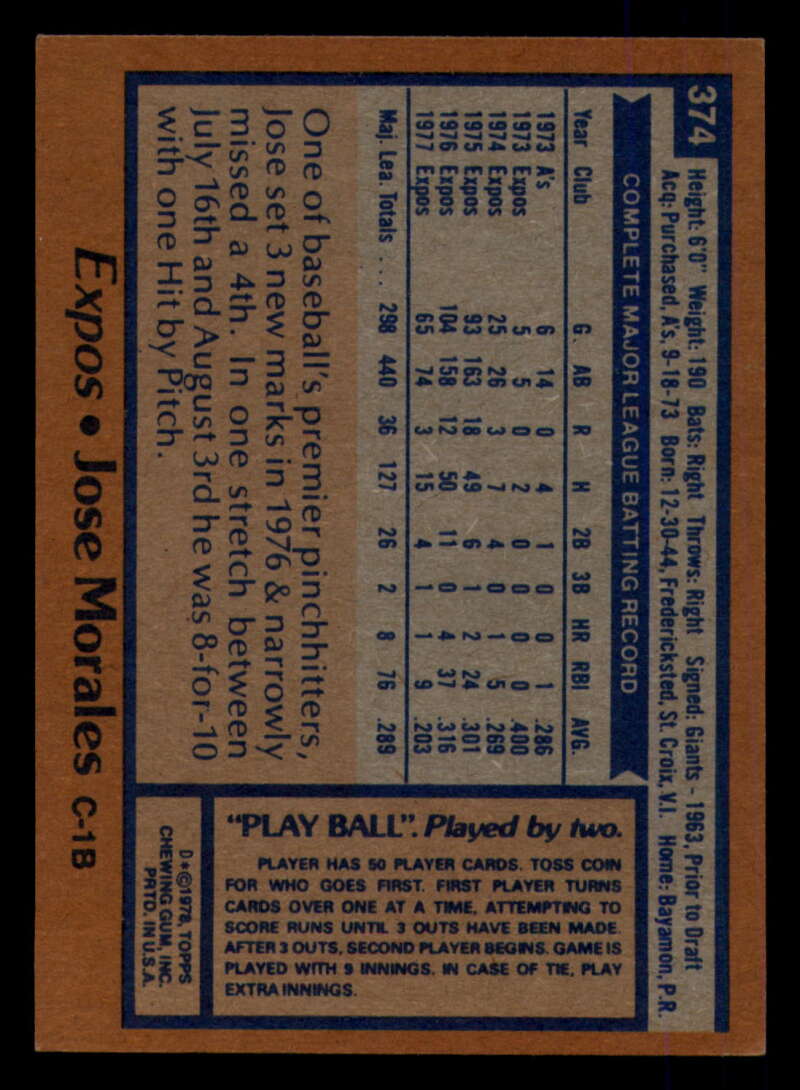 374
Height: 6'0" Weight: 190 Bats: Right Throws: Right Signed: Giants - 1963, Prior to Draft
Acq: Purchased, A's, 9-18-73 Born: 12-30-44, Fredericksted, St. Croix, V.I. Home: Bayamon, P.R.
COMPLETE MAJOR LEAGUE BATTING RECORD
Year Club G. AB R H 2B 3B HR RBI AVG.
1973 A's 6 14 0 4 1 0 0 1 .286
1973 Expos 5 5 0 2 0 0 0 0 .400
1974 Expos 25 26 3 7 4 0 1 5 .269
1975 Expos 93 163 18 49 6 1 2 24 .301
1976 Expos 104 158 12 50 11 0 4 37 .316
1977 Expos 65 74 3 15 4 1 1 9 .203
Maj. Lea. Totals ... 298 440 36 127 26 2 8 76 .289
One of baseball's premier pinchhitters,
Jose set 3 new marks in 1976 & narrowly
missed a 4th. In one stretch between
July 16th and August 3rd he was 8-for-10
with one Hit by Pitch.
"PLAY BALL". Played by two.
PLAYER HAS 50 PLAYER CARDS. TOSS COIN
FOR WHO GOES FIRST. FIRST PLAYER TURNS
CARDS OVER ONE AT A TIME, ATTEMPTING TO
SCORE RUNS UNTIL 3 OUTS HAVE BEEN MADE.
AFTER 3 OUTS, SECOND PLAYER BEGINS. GAME IS
PLAYED WITH 9 INNINGS. IN CASE OF TIE, PLAY
EXTRA INNINGS.
D*©1978, TOPPS
CHEWING GUM, INC.
PRTD. IN U.S.A.
Expos • Jose Morales C-1B